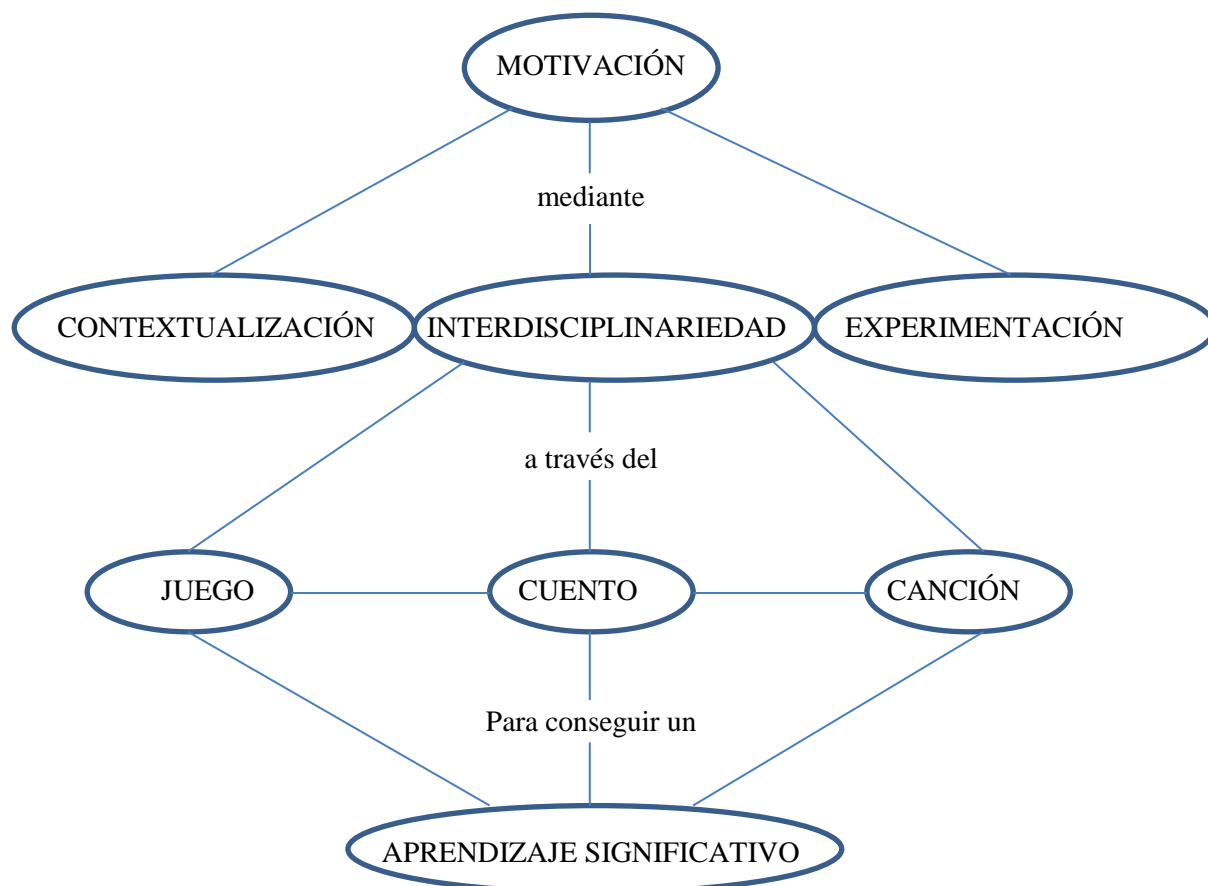 MOTIVACIÓN
mediante
CONTEXTUALIZACIÓN
INTERDISCIPLINARIEDAD
EXPERIMENTACIÓN
a través del
JUEGO
CUENTO
CANCIÓN
Para conseguir un
APRENDIZAJE SIGNIFICATIVO